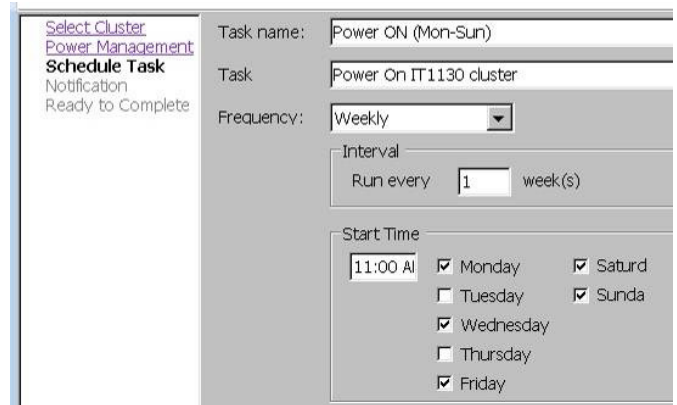 Select Cluster
Power Management
Schedule Task
Notification
Ready to Complete
Task name: Power ON (Mon-Sun)
Task Power On IT1130 cluster
Frequency: Weekly
Interval
Run every 1 week(s)
Start Time
11:00 Al Monday Saturd
Tuesday Sunda
Wednesday
Thursday
Friday